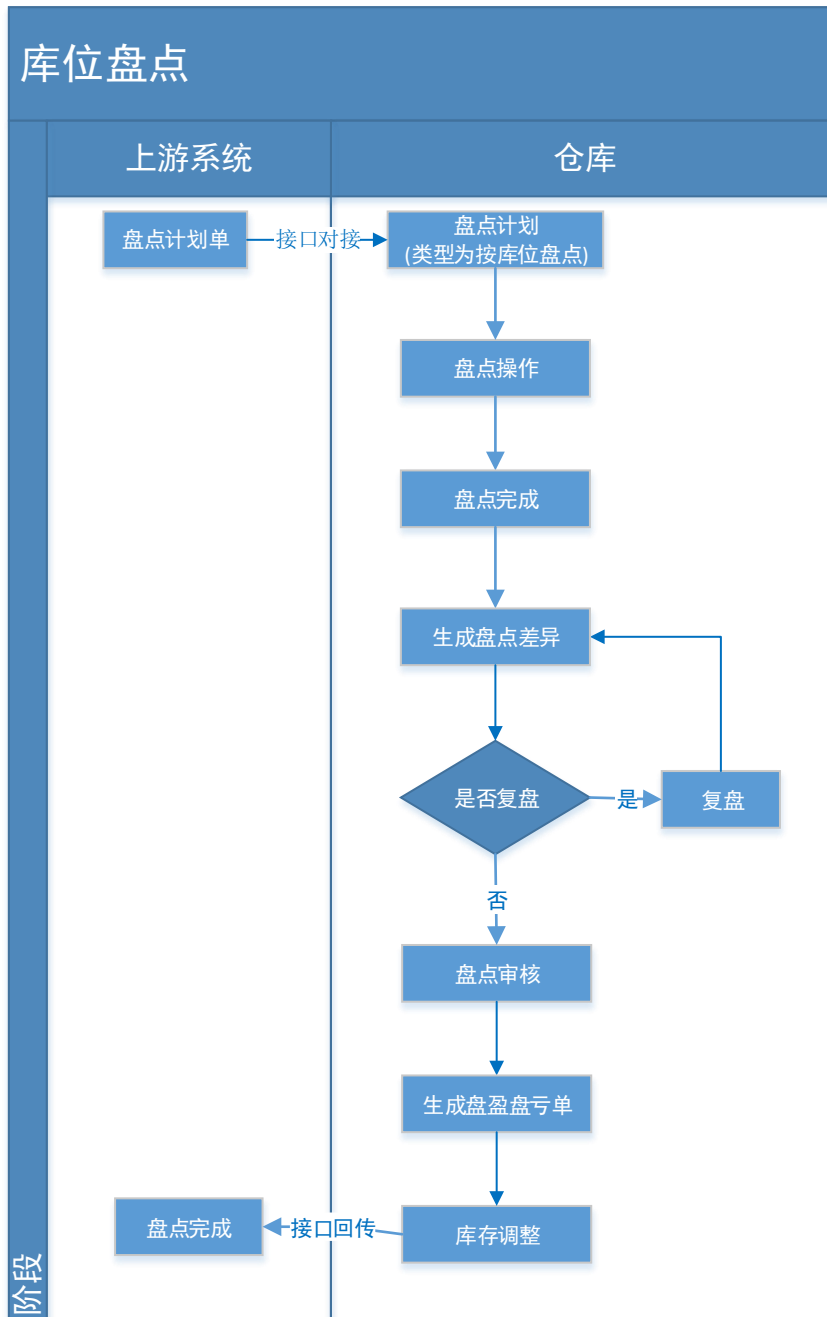 库位盘点
上游系统
仓库
盘点计划单
接口对接
盘点计划
(类型为按库位盘点)
盘点操作
盘点完成
生成盘点差异
是否复盘
是
复盘
否
盘点审核
生成盘盈盘亏单
盘点完成
接口回传
库存调整
阶段